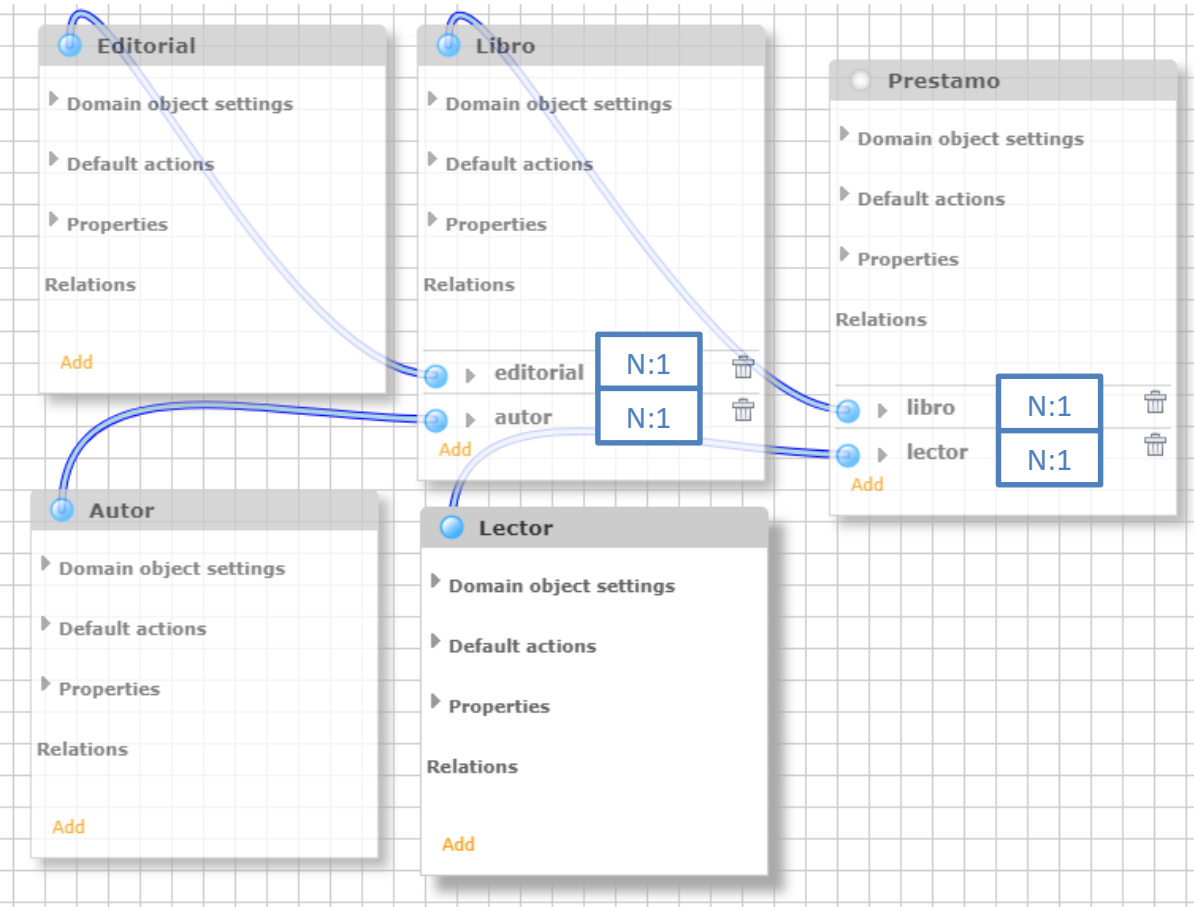 Editorial
Domain object settings
Default actions
Properties
Relations
Add
Libro
Domain object settings
Default actions
Properties
Relations
editorial N:1
autor N:1
Add
Prestamo
Domain object settings
Default actions
Properties
Relations
libro N:1
lector N:1
Add
Autor
Domain object settings
Default actions
Properties
Relations
Add
Lector
Domain object settings
Default actions
Properties
Relations
Add